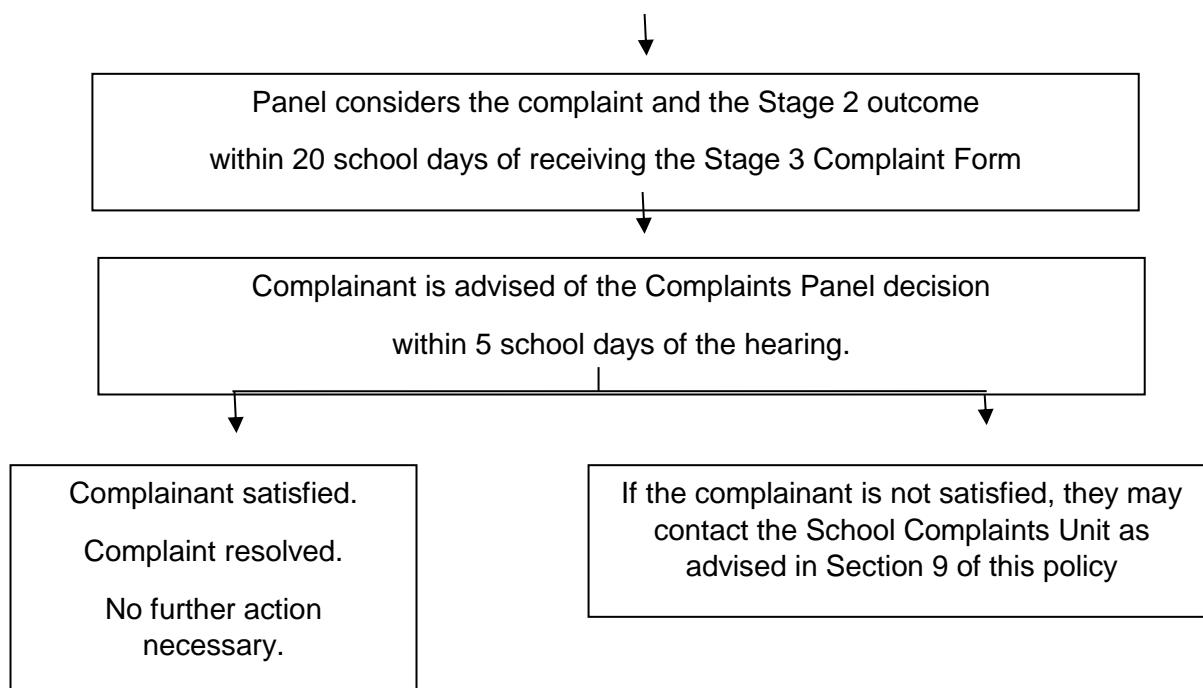 Panel considers the complaint and the Stage 2 outcome
within 20 school days of receiving the Stage 3 Complaint Form
Complainant is advised of the Complaints Panel decision
within 5 school days of the hearing.
Complainant satisfied.
Complaint resolved.
No further action
necessary.
If the complainant is not satisfied, they may
contact the School Complaints Unit as
advised in Section 9 of this policy